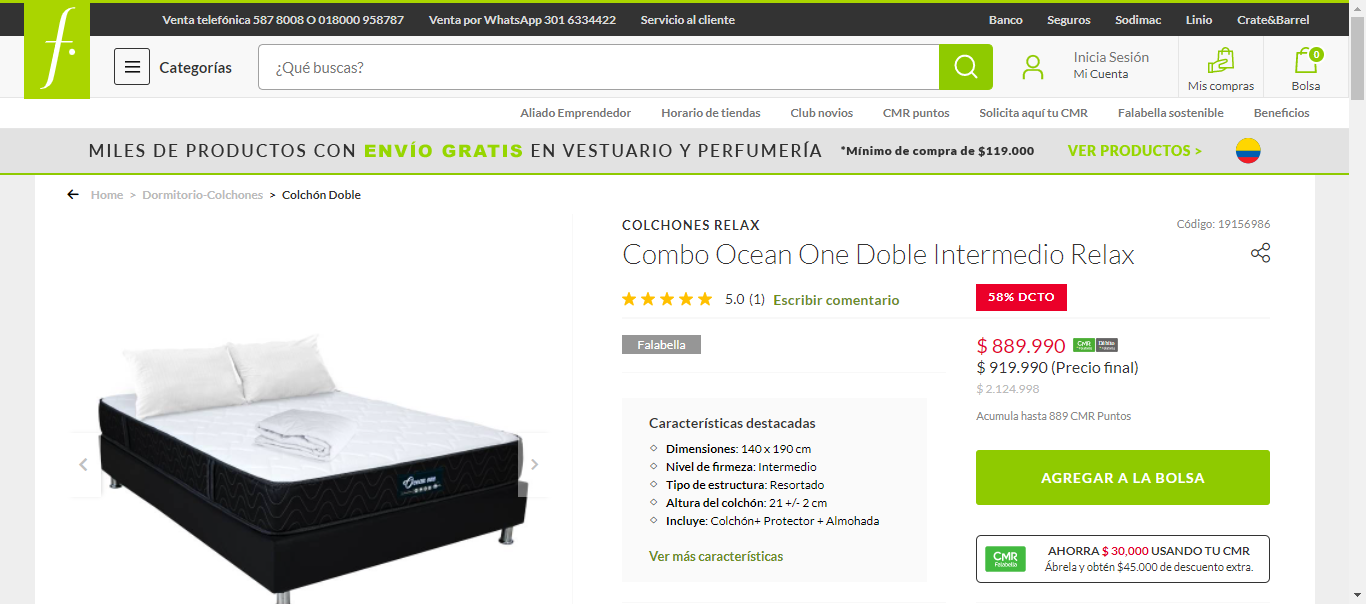 Venta telefónica 587 8008 O 018000 958787 Venta por WhatsApp 301 6334422 Servicio al cliente Banco Seguros Sodimac Linio Crate&Barrel
f.
Categorías
¿Qué buscas?
Inicia Sesión
Mi Cuenta
Mis compras
0
Bolsa
Aliado Emprendedor Horario de tiendas Club novios CMR puntos Solicita aquí tu CMR Falabella sostenible Beneficios
MILES DE PRODUCTOS CON ENVÍO GRATIS EN VESTUARIO Y PERFUMERÍA *Mínimo de compra de $119.000 VER PRODUCTOS >
Home > Dormitorio-Colchones > Colchón Doble
COLCHONES RELAX
Código: 19156986
Combo Ocean One Doble Intermedio Relax
5.0 (1) Escribir comentario
58% DCTO
Falabella
$ 889.990 CMR
$ 919.990 (Precio final)
$ 2.124.998
Acumula hasta 889 CMR Puntos
Características destacadas
Dimensiones: 140 x 190 cm
Nivel de firmeza: Intermedio
Tipo de estructura: Resortado
Altura del colchón: 21 +/- 2 cm
Incluye: Colchón+ Protector + Almohada
Ver más características
AGREGAR A LA BOLSA
CMR
Falabella
AHORRA $ 30,000 USANDO TU CMR
Ábrela y obtén $45.000 de descuento extra.